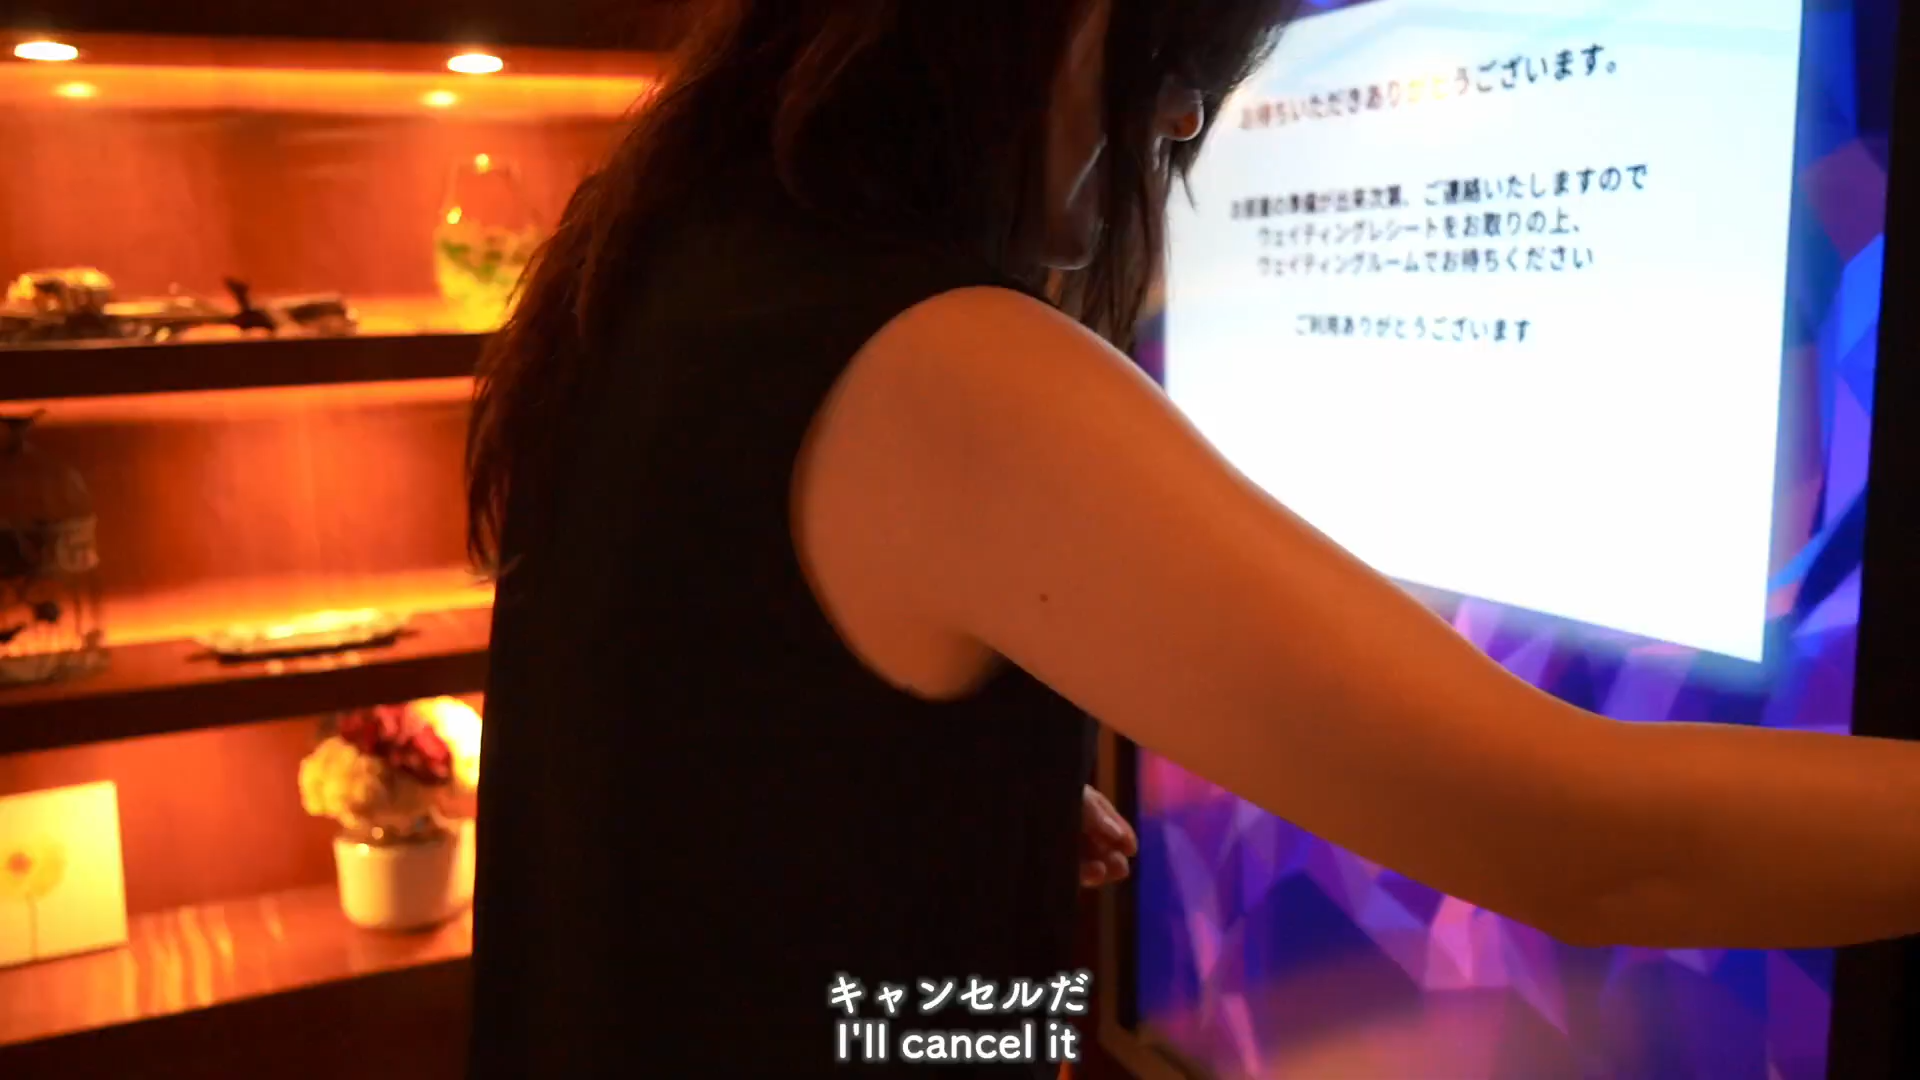 お待ちいただきありがとうございます。
お部屋の準備が出来次第、ご連絡いたしますので
ウェイティングレシートをお取りの上、
ウェイティングルームでお待ちください
ご利用ありがとうございます
キャンセルだ
I'll cancel it